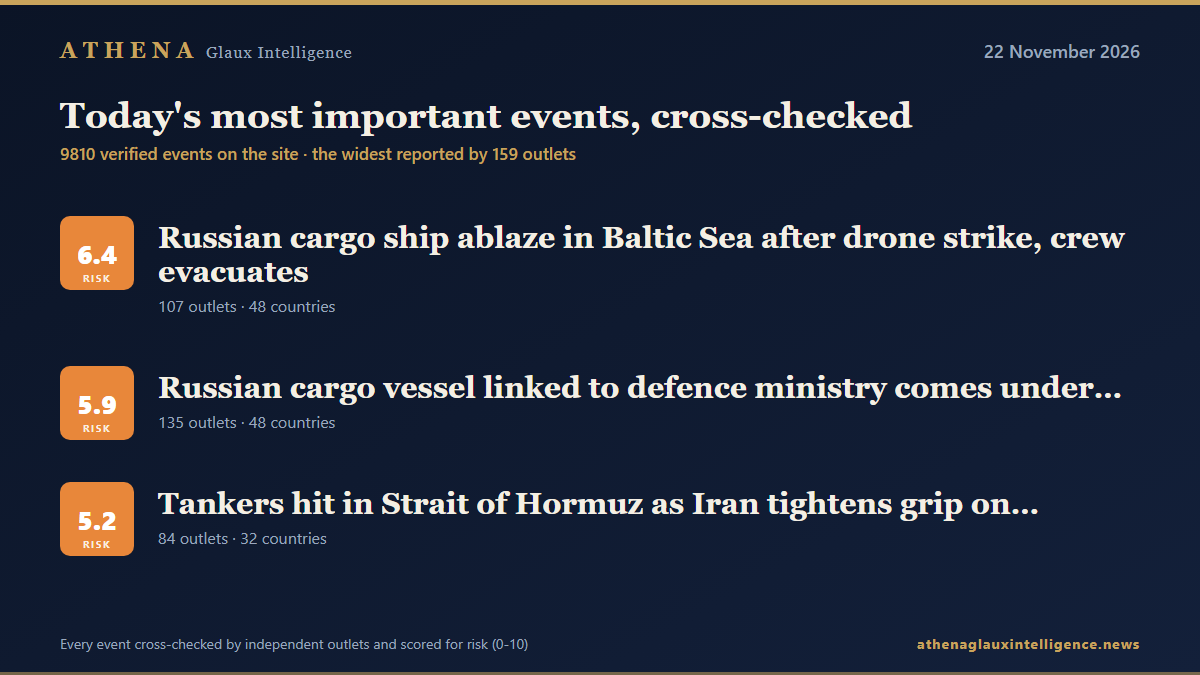 ATHENA Glaux Intelligence
22 November 2026
Today's most important events, cross-checked
9810 verified events on the site · the widest reported by 159 outlets
6.4
RISK
Russian cargo ship ablaze in Baltic Sea after drone strike, crew
evacuates
107 outlets · 48 countries
5.9
RISK
Russian cargo vessel linked to defence ministry comes under...
135 outlets · 48 countries
5.2
RISK
Tankers hit in Strait of Hormuz as Iran tightens grip on...
84 outlets · 32 countries
Every event cross-checked by independent outlets and scored for risk (0-10)
athenaglauxintelligence.news